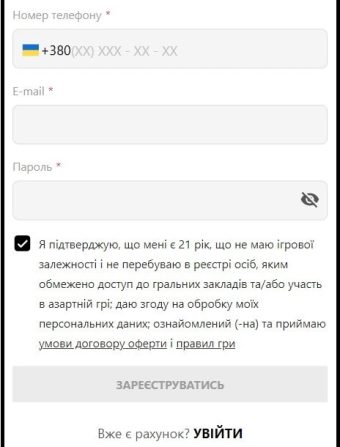 Номер телефону *
+380(XX) XXX - XX - XX
E-mail *
Пароль *
Я підтверджую, що мені є 21 рік, що не маю ігрової
залежності і не перебуваю в реєстрі осіб, яким
обмежено доступ до гральних закладів та/або участь
в азартній грі; даю згоду на обробку моїх
персональних даних; ознайомлений (-на) та приймаю
умови договору оферти і правил гри
ЗАРЕЄСТРУВАТИСЬ
Вже є рахунок? УВІЙТИ